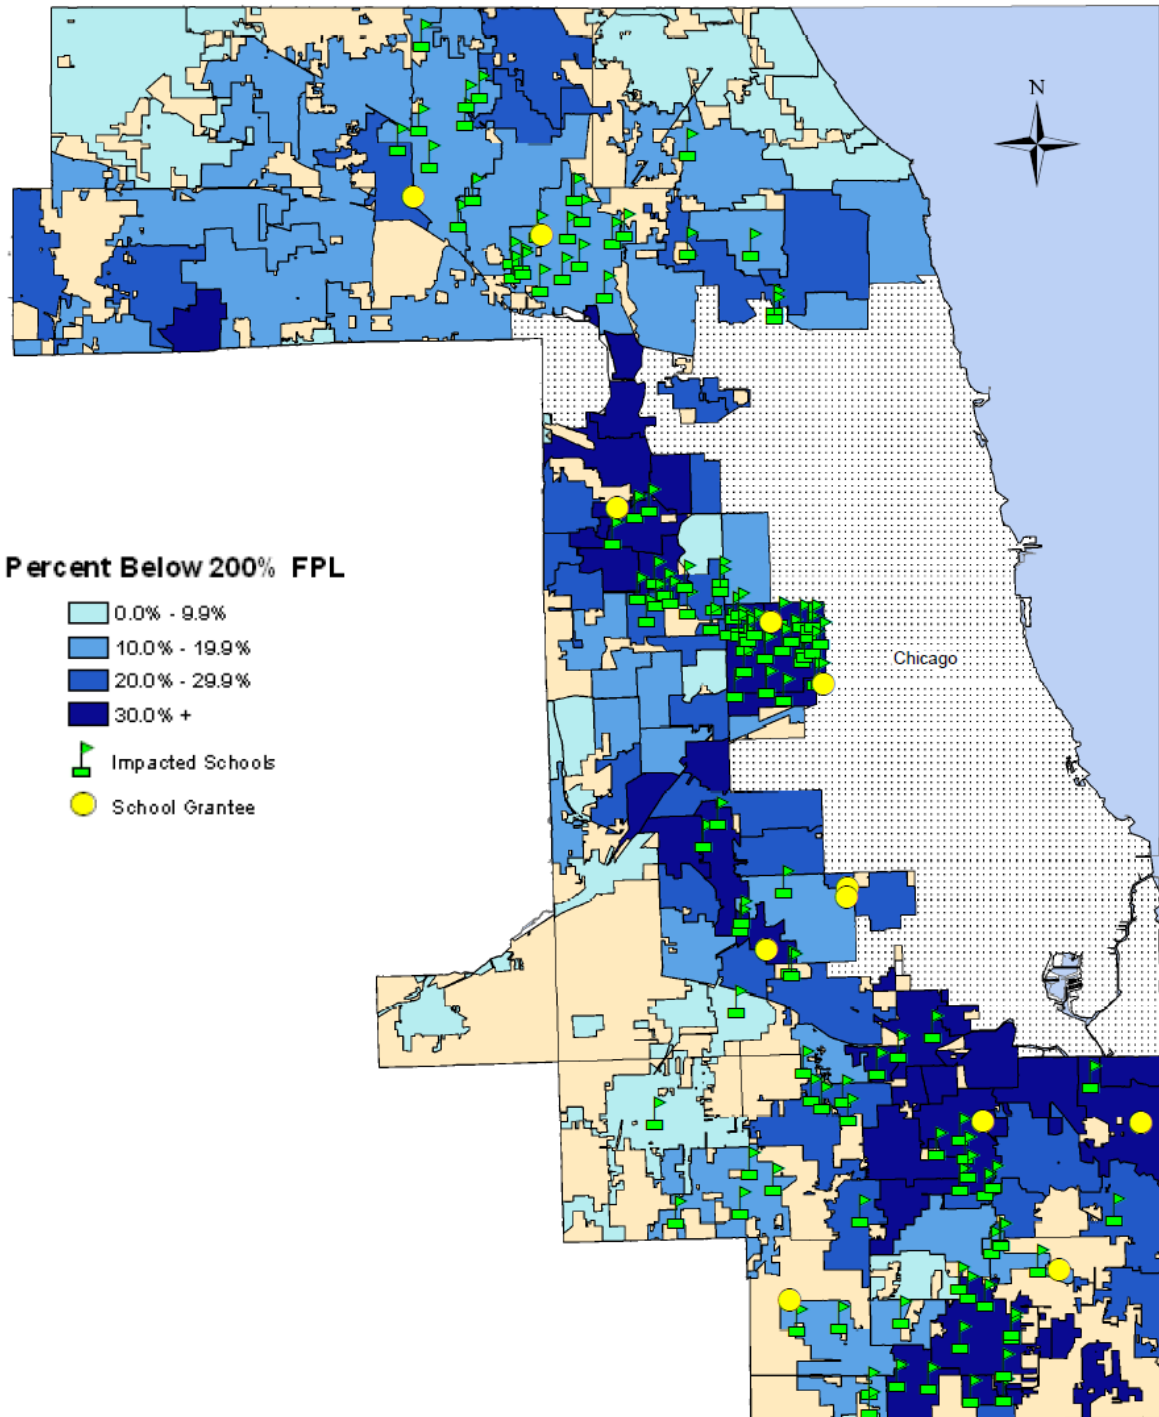 N
Percent Below 200% FPL
0.0% - 9.9%
10.0% - 19.9%
20.0% - 29.9%
30.0% +
Impacted Schools
School Grantee
Chicago